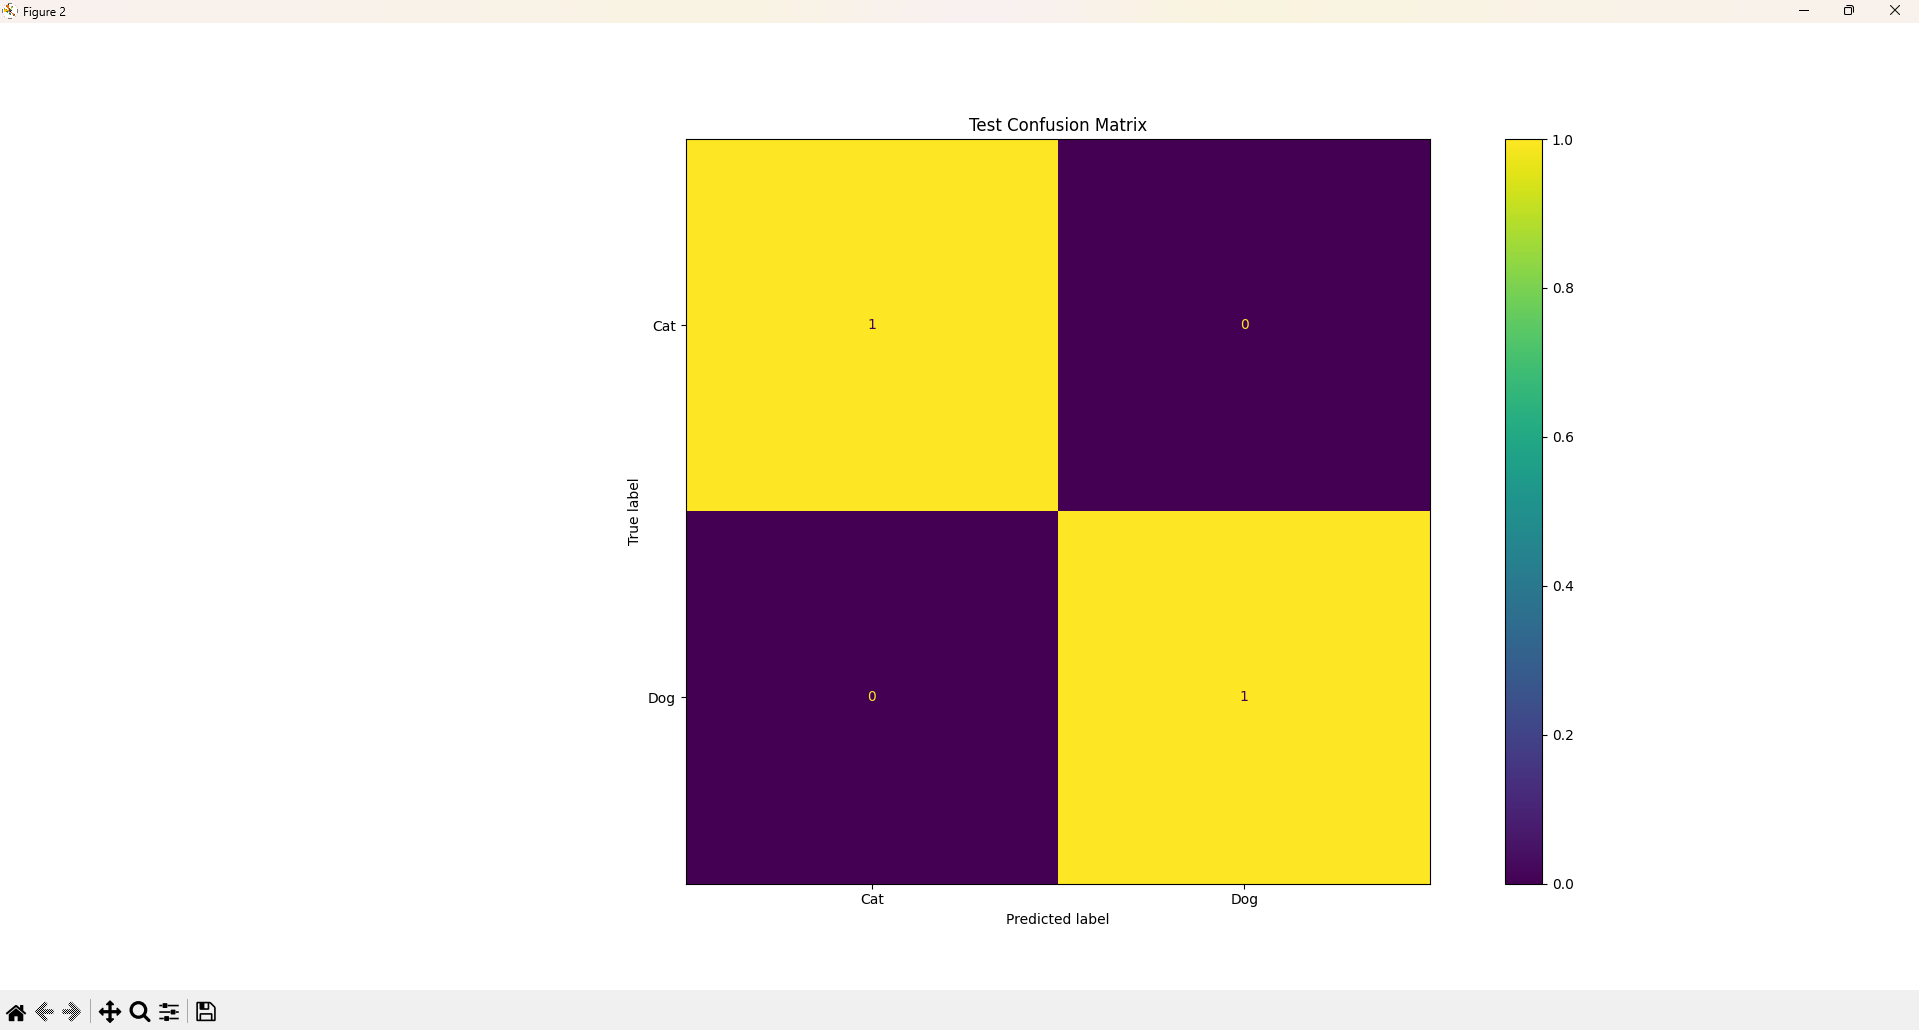 Figure 2
Test Confusion Matrix
1.0
0.8
Cat
1
0
0.6
True label
0.4
Dog
0
1
0.2
0.0
Cat
Dog
Predicted label